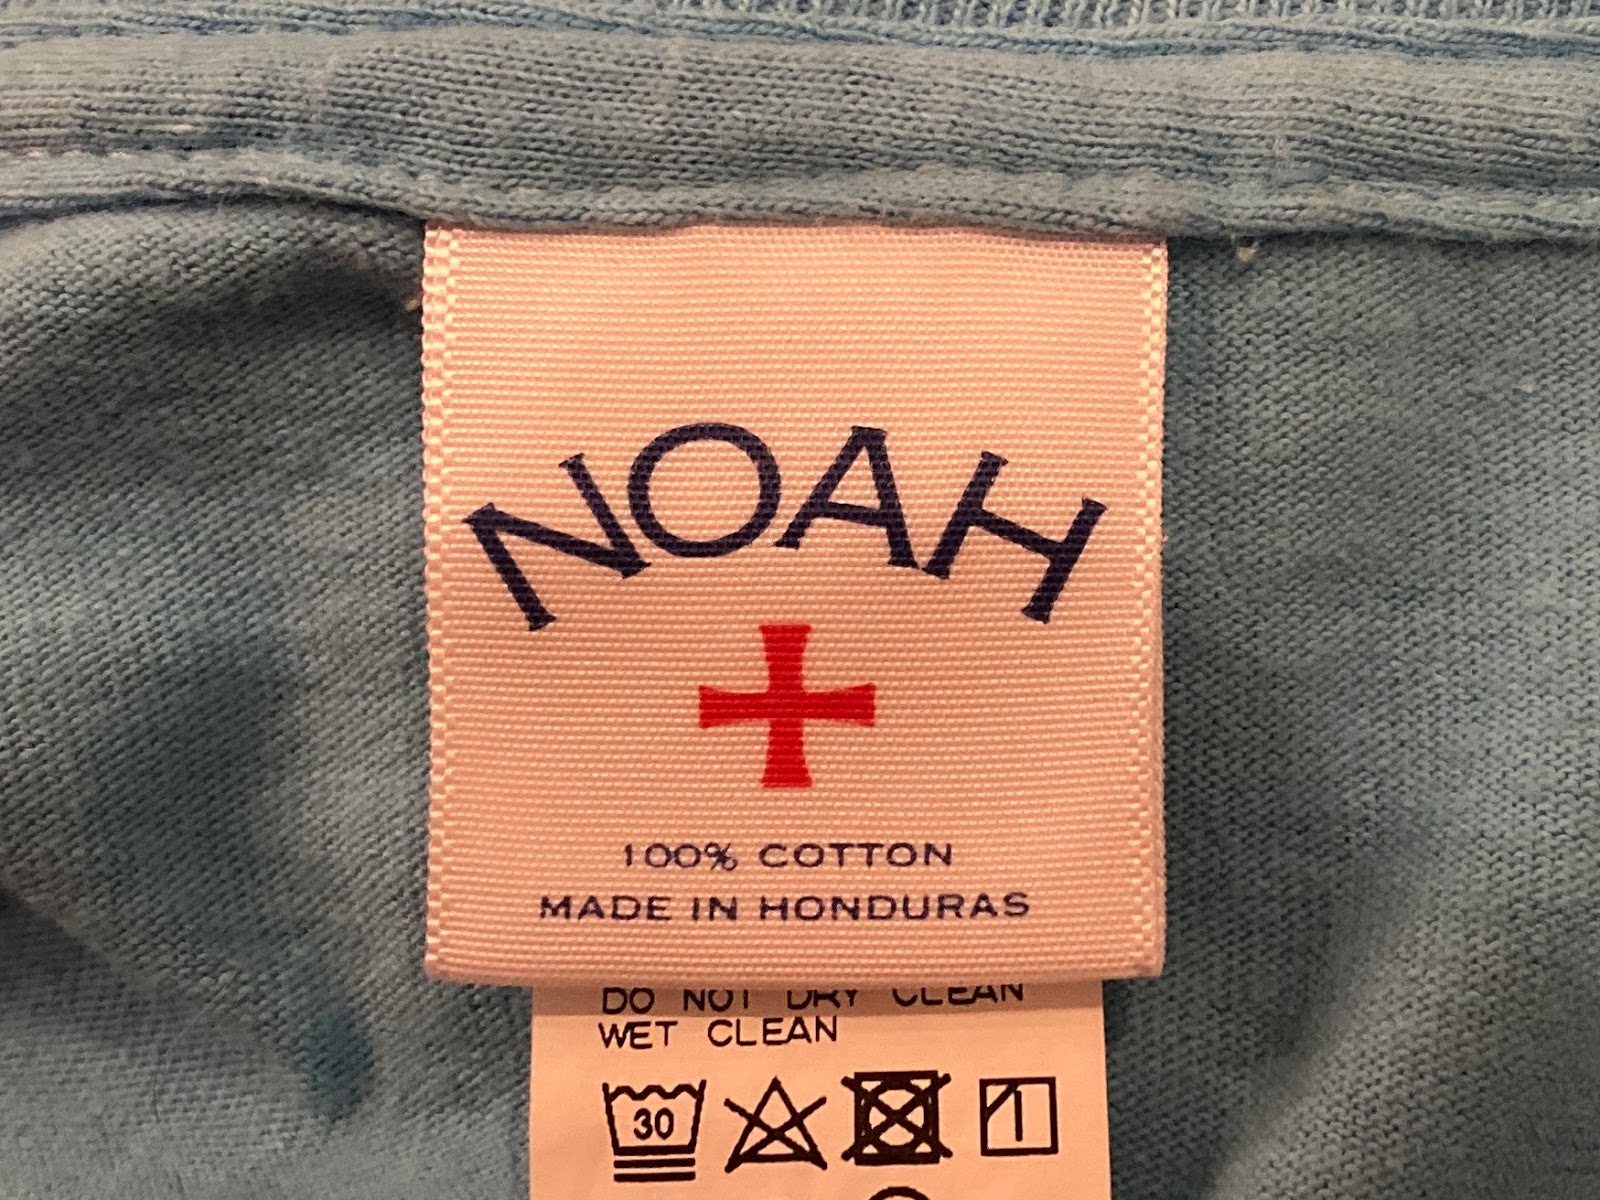 NOAH
100% COTTON
MADE IN HONDURAS
DO NOT DRY CLEAN
WET CLEAN
30